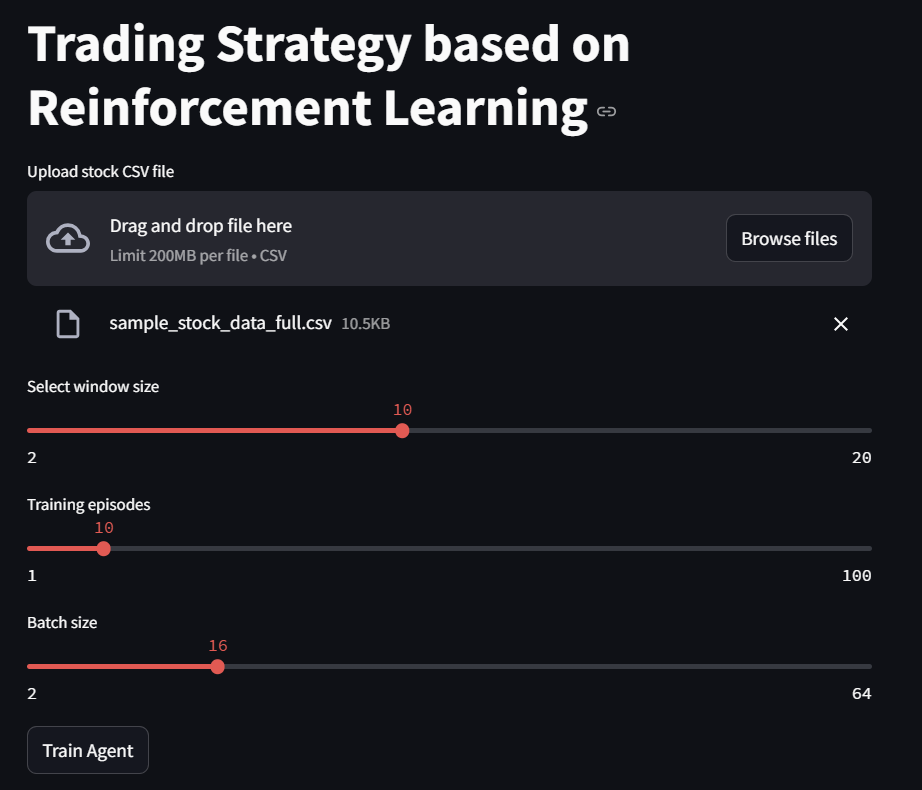 Trading Strategy based on
Reinforcement Learning
Upload stock CSV file
Drag and drop file here
Limit 200MB per file • CSV
Browse files
sample_stock_data_full.csv 10.5KB
Select window size
10
2 20
Training episodes
10
1 100
Batch size
16
2 64
Train Agent